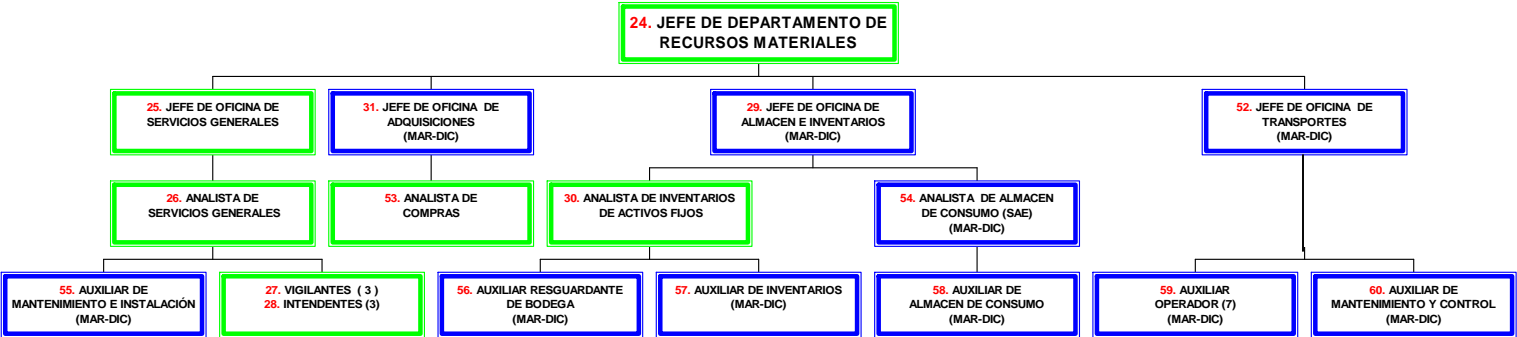 24. JEFE DE DEPARTAMENTO DE
RECURSOS MATERIALES
25. JEFE DE OFICINA DE
SERVICIOS GENERALES
31. JEFE DE OFICINA DE
ADQUISICIONES
(MAR-DIC)
29. JEFE DE OFICINA DE
ALMACEN E INVENTARIOS
(MAR-DIC)
52. JEFE DE OFICINA DE
TRANSPORTES
(MAR-DIC)
26. ANALISTA DE
SERVICIOS GENERALES
53. ANALISTA DE
COMPRAS
30. ANALISTA DE INVENTARIOS
DE ACTIVOS FIJOS
54. ANALISTA DE ALMACEN
DE CONSUMO (SAE)
(MAR-DIC)
55. AUXILIAR DE
MANTENIMIENTO E INSTALACIÓN
(MAR-DIC)
27. VIGILANTES ( 3 )
28. INTENDENTES (3)
56. AUXILIAR RESGUARDANTE
DE BODEGA
(MAR-DIC)
57. AUXILIAR DE INVENTARIOS
(MAR-DIC)
58. AUXILIAR DE
ALMACEN DE CONSUMO
(MAR-DIC)
59. AUXILIAR
OPERADOR (7)
(MAR-DIC)
60. AUXILIAR DE
MANTENIMIENTO Y CONTROL
(MAR-DIC)